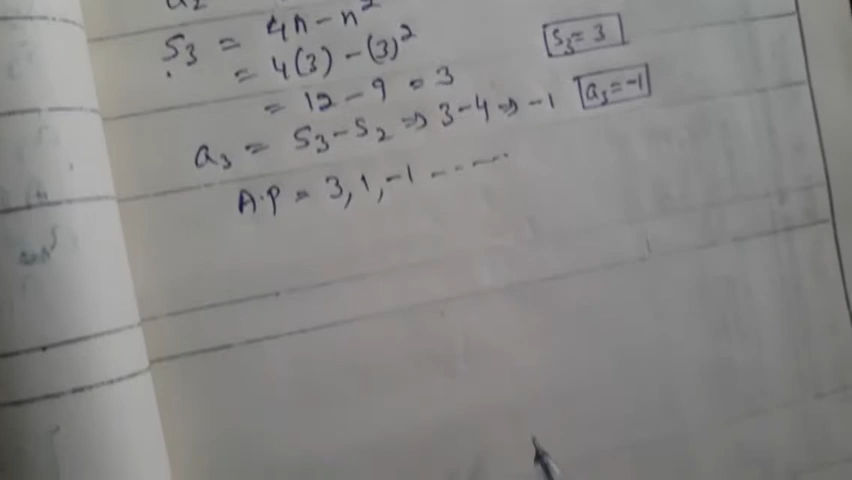 a₂
S₃ = 4n - n²
= 4(3) - (3)² S₃ = 3
= 12 - 9 = 3
a₃ = S₃ - S₂ ⇒ 3 - 4 ⇒ -1 a₃ = -1
A.P = 3, 1, -1 ......